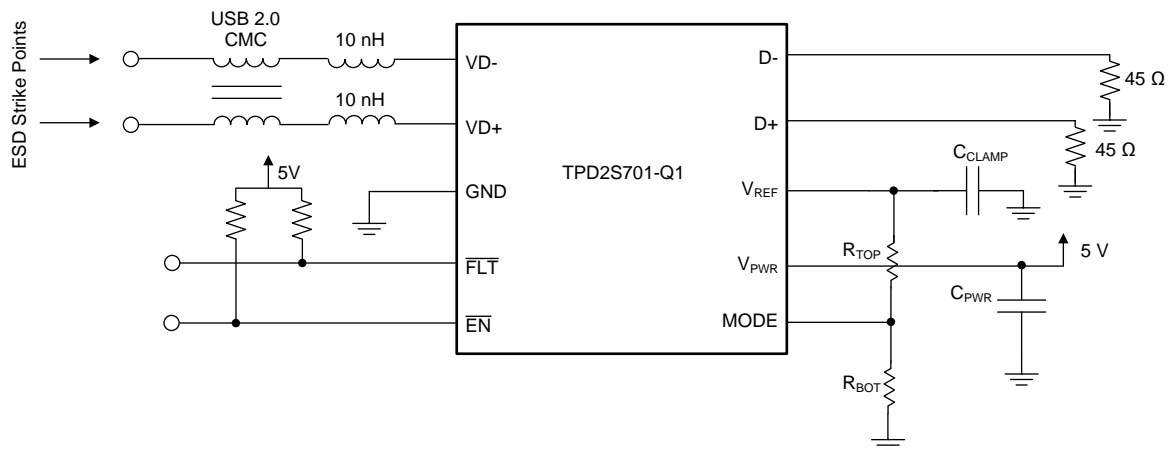 USB 2.0
CMC
10 nH
10 nH
ESD Strike Points
VD-
VD+
GND
FLT
EN
5V
TPD2S701-Q1
D-
D+
VREF
VPWR
MODE
45 Ω
45 Ω
CCLAMP
RTOP
5 V
CPWR
RBOT